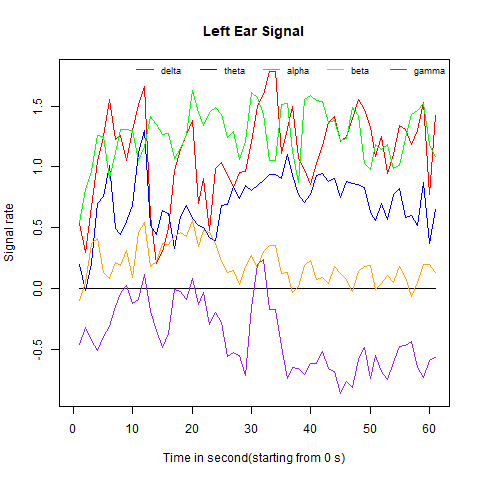 Left Ear Signal
delta theta alpha beta gamma
1.5
1.0
0.5
0.0
-0.5
Signal rate
0 10 20 30 40 50 60
Time in second(starting from 0 s)